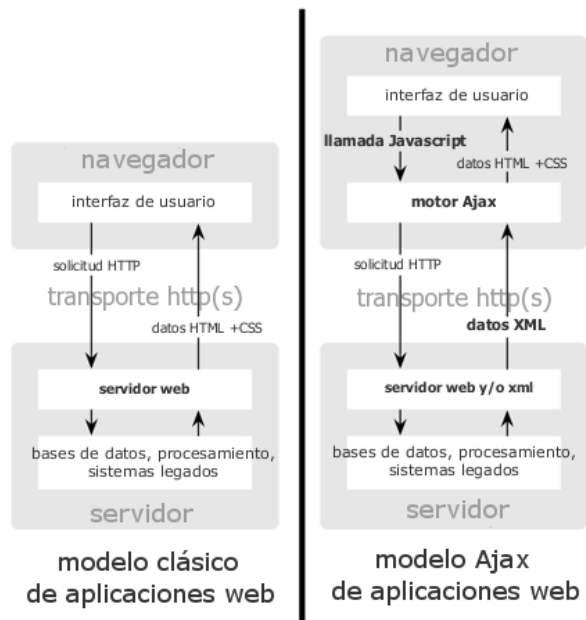 navegador
interfaz de usuario
solicitud HTTP
transporte http(s)
datos HTML +CSS
servidor web
bases de datos, procesamiento,
sistemas legados
servidor
modelo clásico
de aplicaciones web
navegador
interfaz de usuario
llamada Javascript
datos HTML +CSS
motor Ajax
solicitud HTTP
transporte http(s)
datos XML
servidor web y/o xml
bases de datos, procesamiento,
sistemas legados
servidor
modelo Ajax
de aplicaciones web